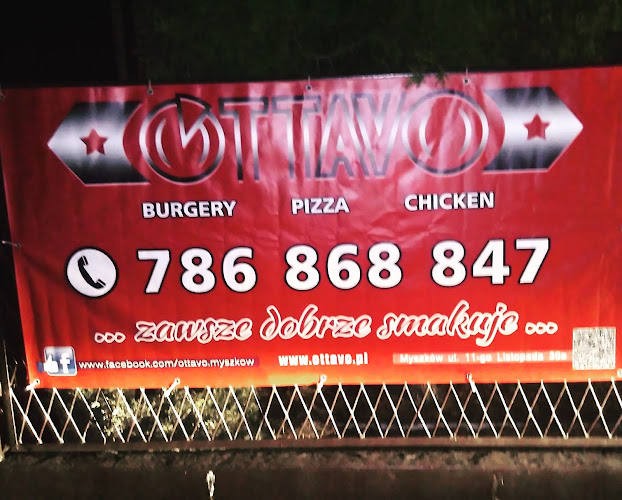 OTTAVO
BURGERY PIZZA CHICKEN
786 868 847
... zawsze dobrze smakuje ...
f www.facebook.com/ottavo.myszkow www.ottavo.pl Myszków ul. 11-go Listopada